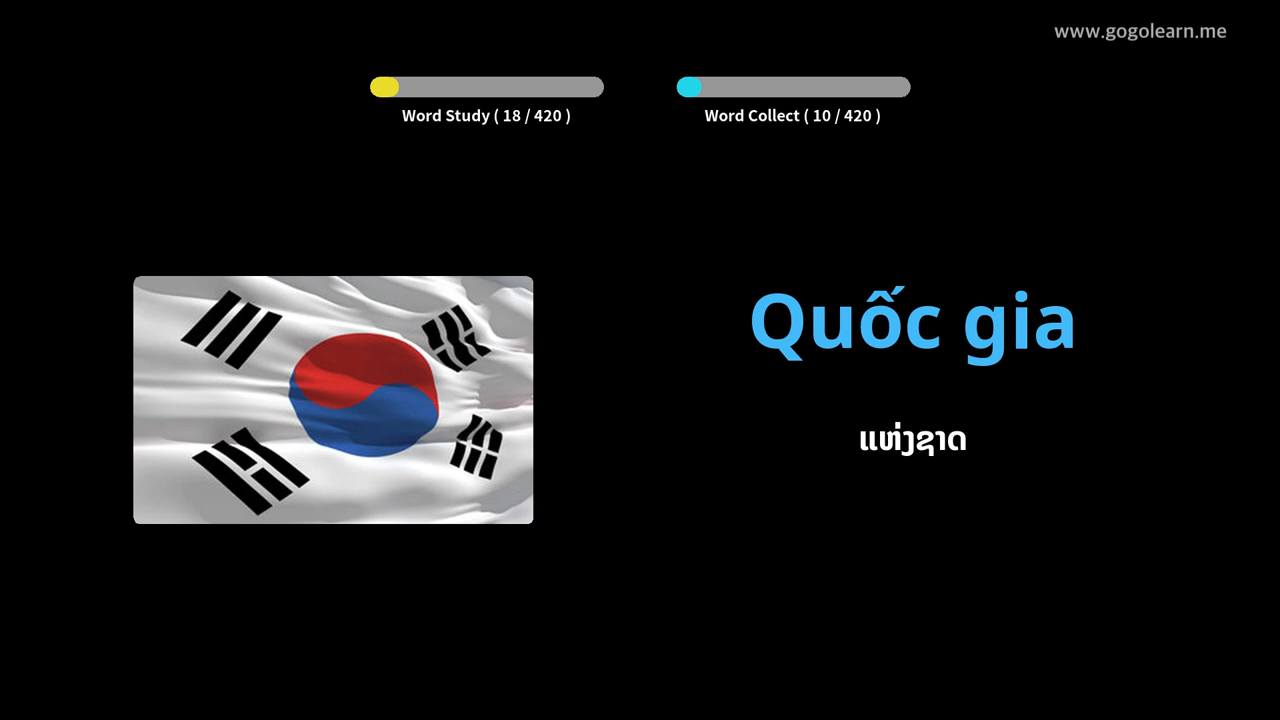 www.gogolearn.me
Word Study ( 18 / 420 )
Word Collect ( 10 / 420 )
Quốc gia
ແຫ່ງຊາດ